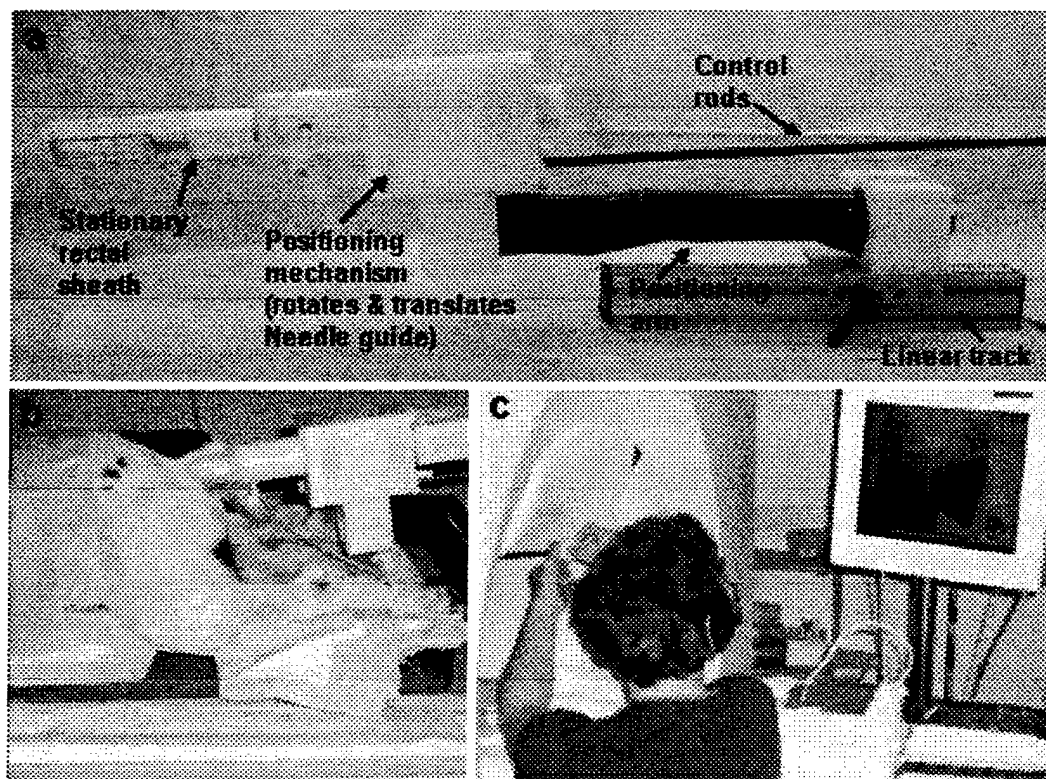 a
Control
rods
Stationary
rectal
sheath
Positioning
mechanism
(rotates & translates
Needle guide)
Positioning
arm
Linear track
b
c